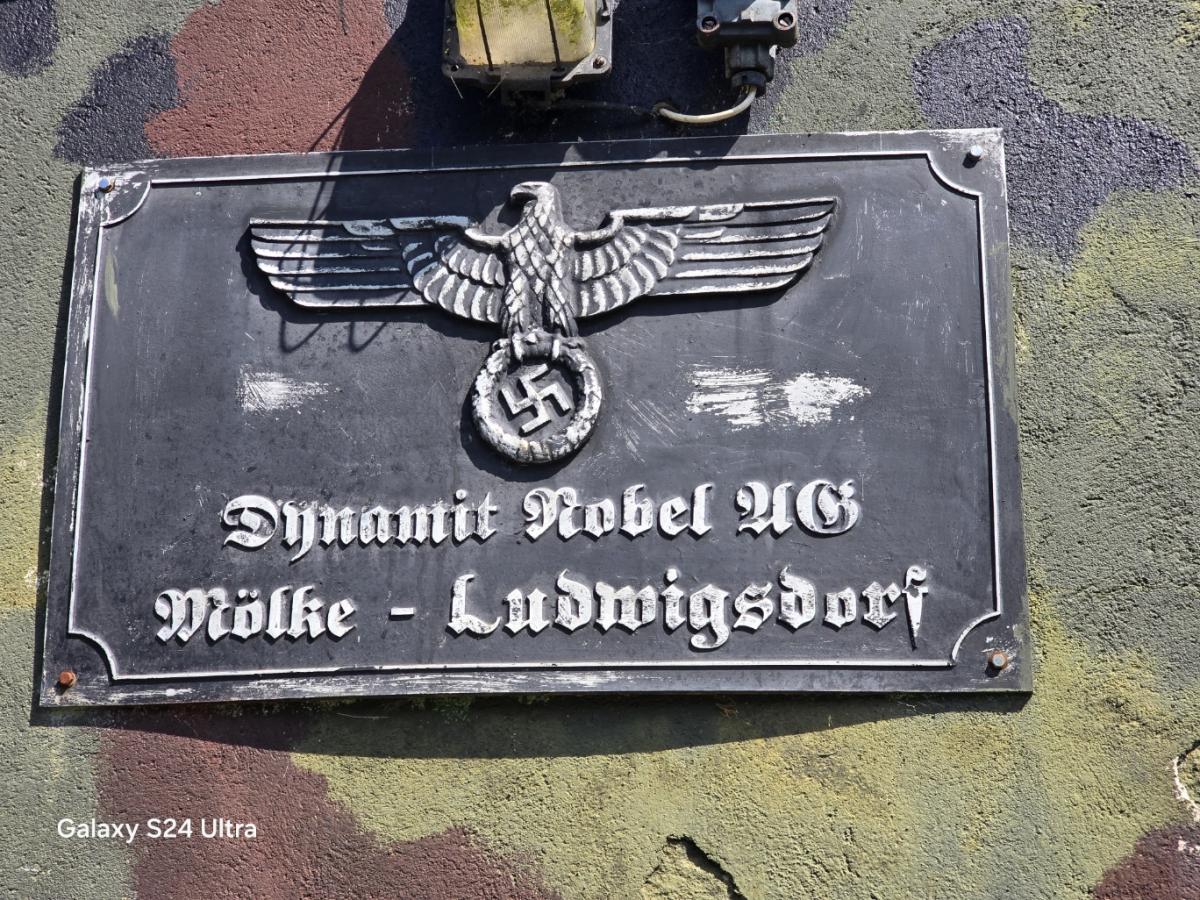 Dynamit Nobel AG
Mölke - Ludwigsdorf
Galaxy S24 Ultra